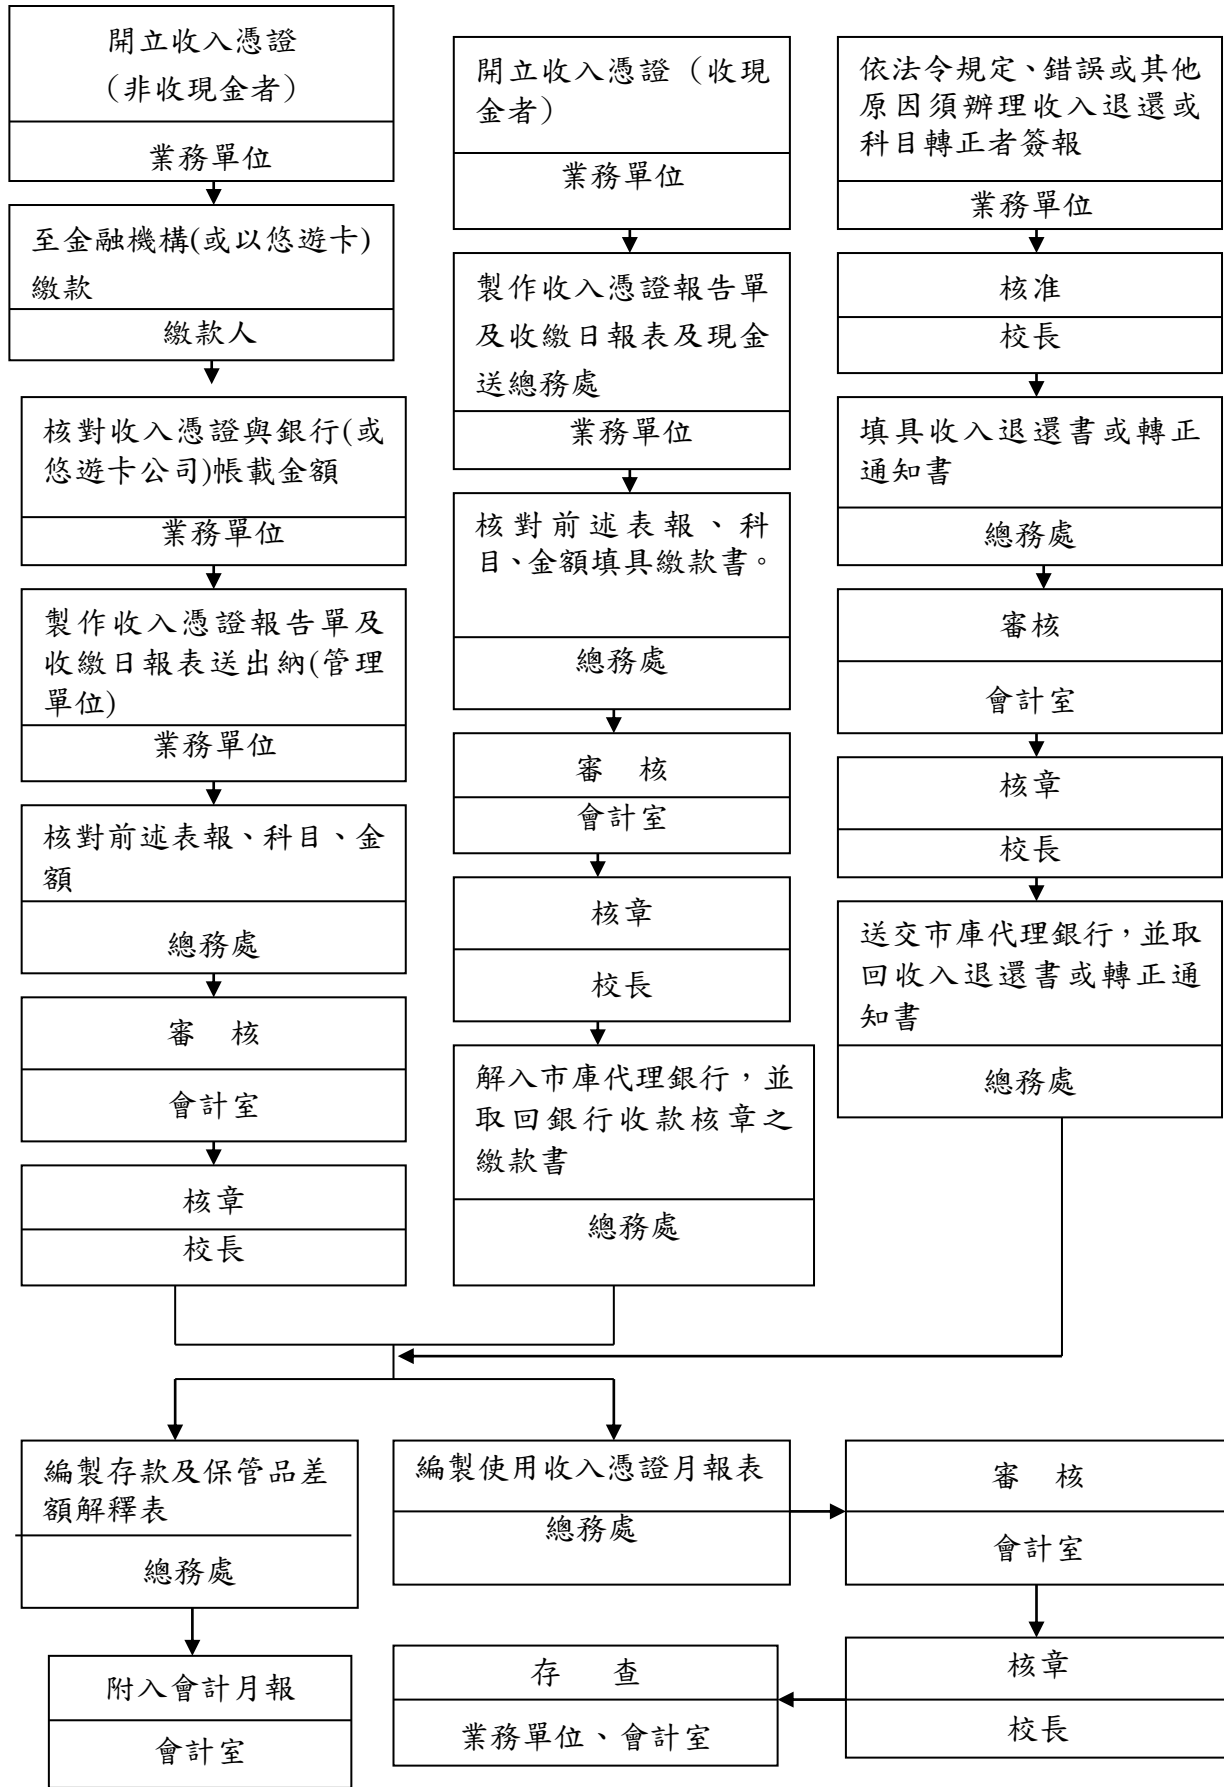 開立收入憑證
（非收現金者）
業務單位
至金融機構(或以悠遊卡)
繳款
繳款人
核對收入憑證與銀行(或
悠遊卡公司)帳載金額
業務單位
製作收入憑證報告單及
收繳日報表送出納(管理
單位)
業務單位
核對前述表報、科目、金
額
總務處
審　核
會計室
核章
校長
開立收入憑證（收現
金者）
業務單位
製作收入憑證報告單
及收繳日報表及現金
送總務處
業務單位
核對前述表報、科
目、金額填具繳款書。
總務處
審　核
會計室
核章
校長
解入市庫代理銀行，並
取回銀行收款核章之
繳款書
總務處
依法令規定、錯誤或其他
原因須辦理收入退還或
科目轉正者簽報
業務單位
核准
校長
填具收入退還書或轉正
通知書
總務處
審核
會計室
核章
校長
送交市庫代理銀行，並取
回收入退還書或轉正通
知書
總務處
編製存款及保管品差
額解釋表
總務處
附入會計月報
會計室
編製使用收入憑證月報表
總務處
審　核
會計室
核章
校長
存　查
業務單位、會計室